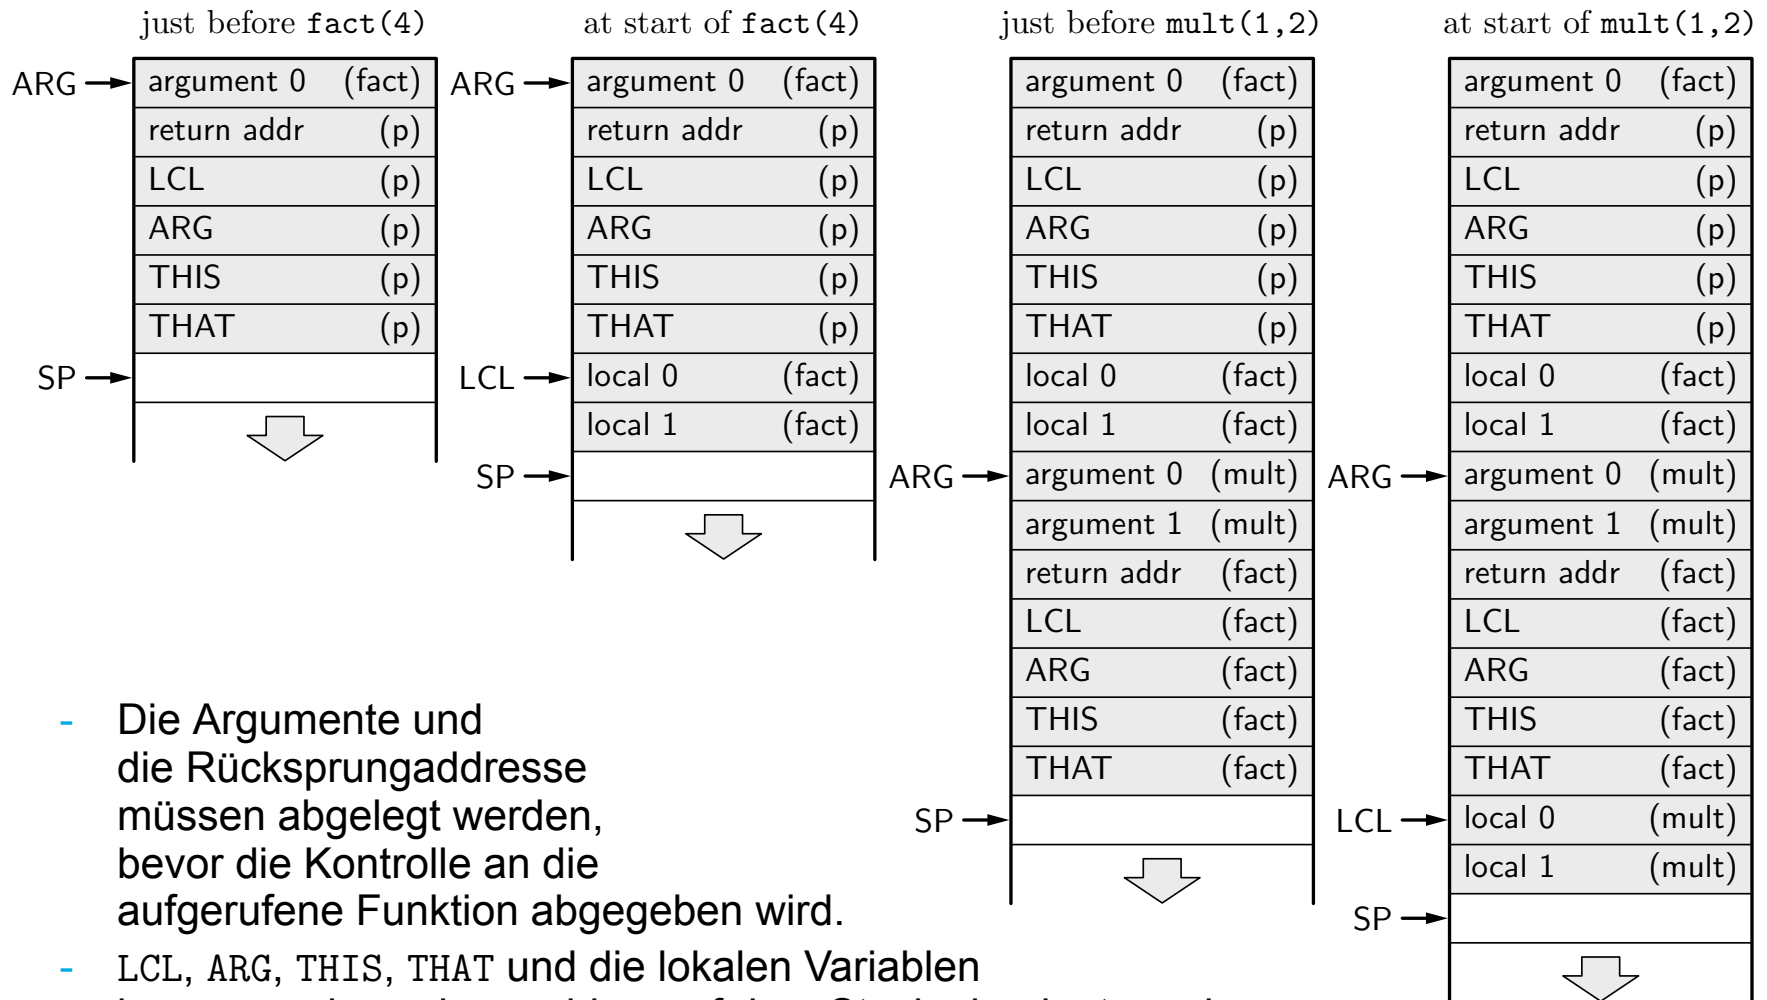 just before fact(4)
ARG
argument 0 (fact)
return addr (p)
LCL (p)
ARG (p)
THIS (p)
THAT (p)
SP
at start of fact(4)
ARG
argument 0 (fact)
return addr (p)
LCL (p)
ARG (p)
THIS (p)
THAT (p)
LCL
local 0 (fact)
local 1 (fact)
SP
just before mult(1,2)
argument 0 (fact)
return addr (p)
LCL (p)
ARG (p)
THIS (p)
THAT (p)
local 0 (fact)
local 1 (fact)
ARG
argument 0 (mult)
argument 1 (mult)
return addr (fact)
LCL (fact)
ARG (fact)
THIS (fact)
THAT (fact)
SP
at start of mult(1,2)
argument 0 (fact)
return addr (p)
LCL (p)
ARG (p)
THIS (p)
THAT (p)
local 0 (fact)
local 1 (fact)
ARG
argument 0 (mult)
argument 1 (mult)
return addr (fact)
LCL (fact)
ARG (fact)
THIS (fact)
THAT (fact)
LCL
local 0 (mult)
local 1 (mult)
SP
- Die Argumente und
die Rücksprungaddresse
müssen abgelegt werden,
bevor die Kontrolle an die
aufgerufene Funktion abgegeben wird.
- LCL, ARG, THIS, THAT und die lokalen Variablen